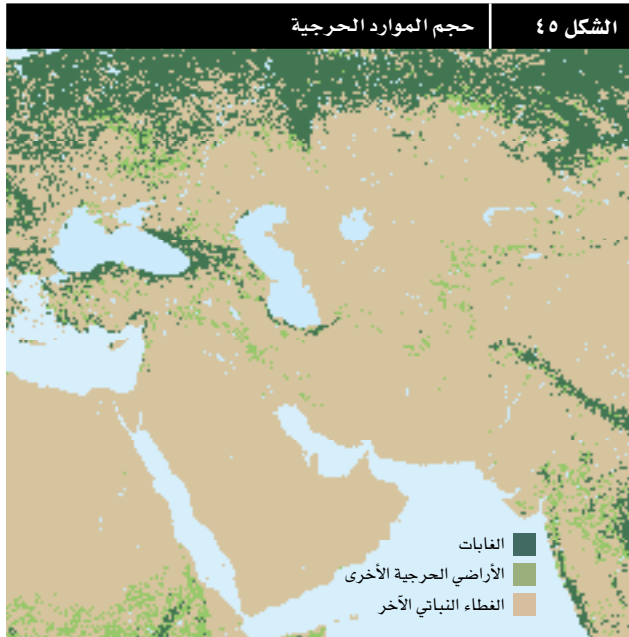 الشكل ٤٥
حجم الموارد الحرجية
الغابات
الأراضي الحرجية الأخرى
الغطاء النباتي الآخر